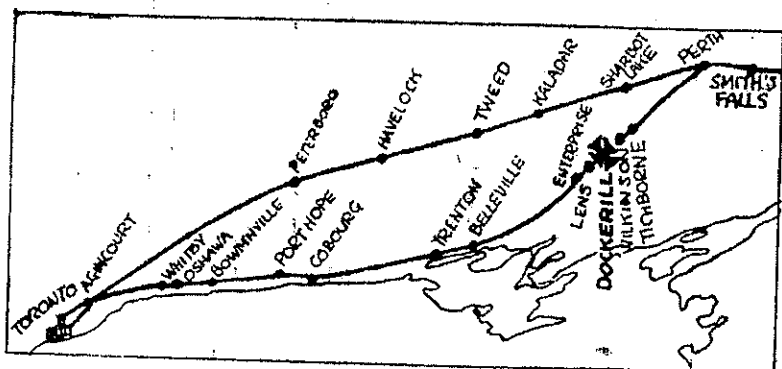 TORONTO
AGINCOURT
WHITBY
OSHAWA
BOWMANVILLE
PORT HOPE
COBOURG
TRENTON
BELLEVILLE
ENTERPRISE
LENS
DOCKERILL
WILKINSON
TICHBORNE
PETERBORO
HAVELOCK
TWEED
KALADAR
SHARBOT
LAKE
PERTH
SMITH'S
FALLS